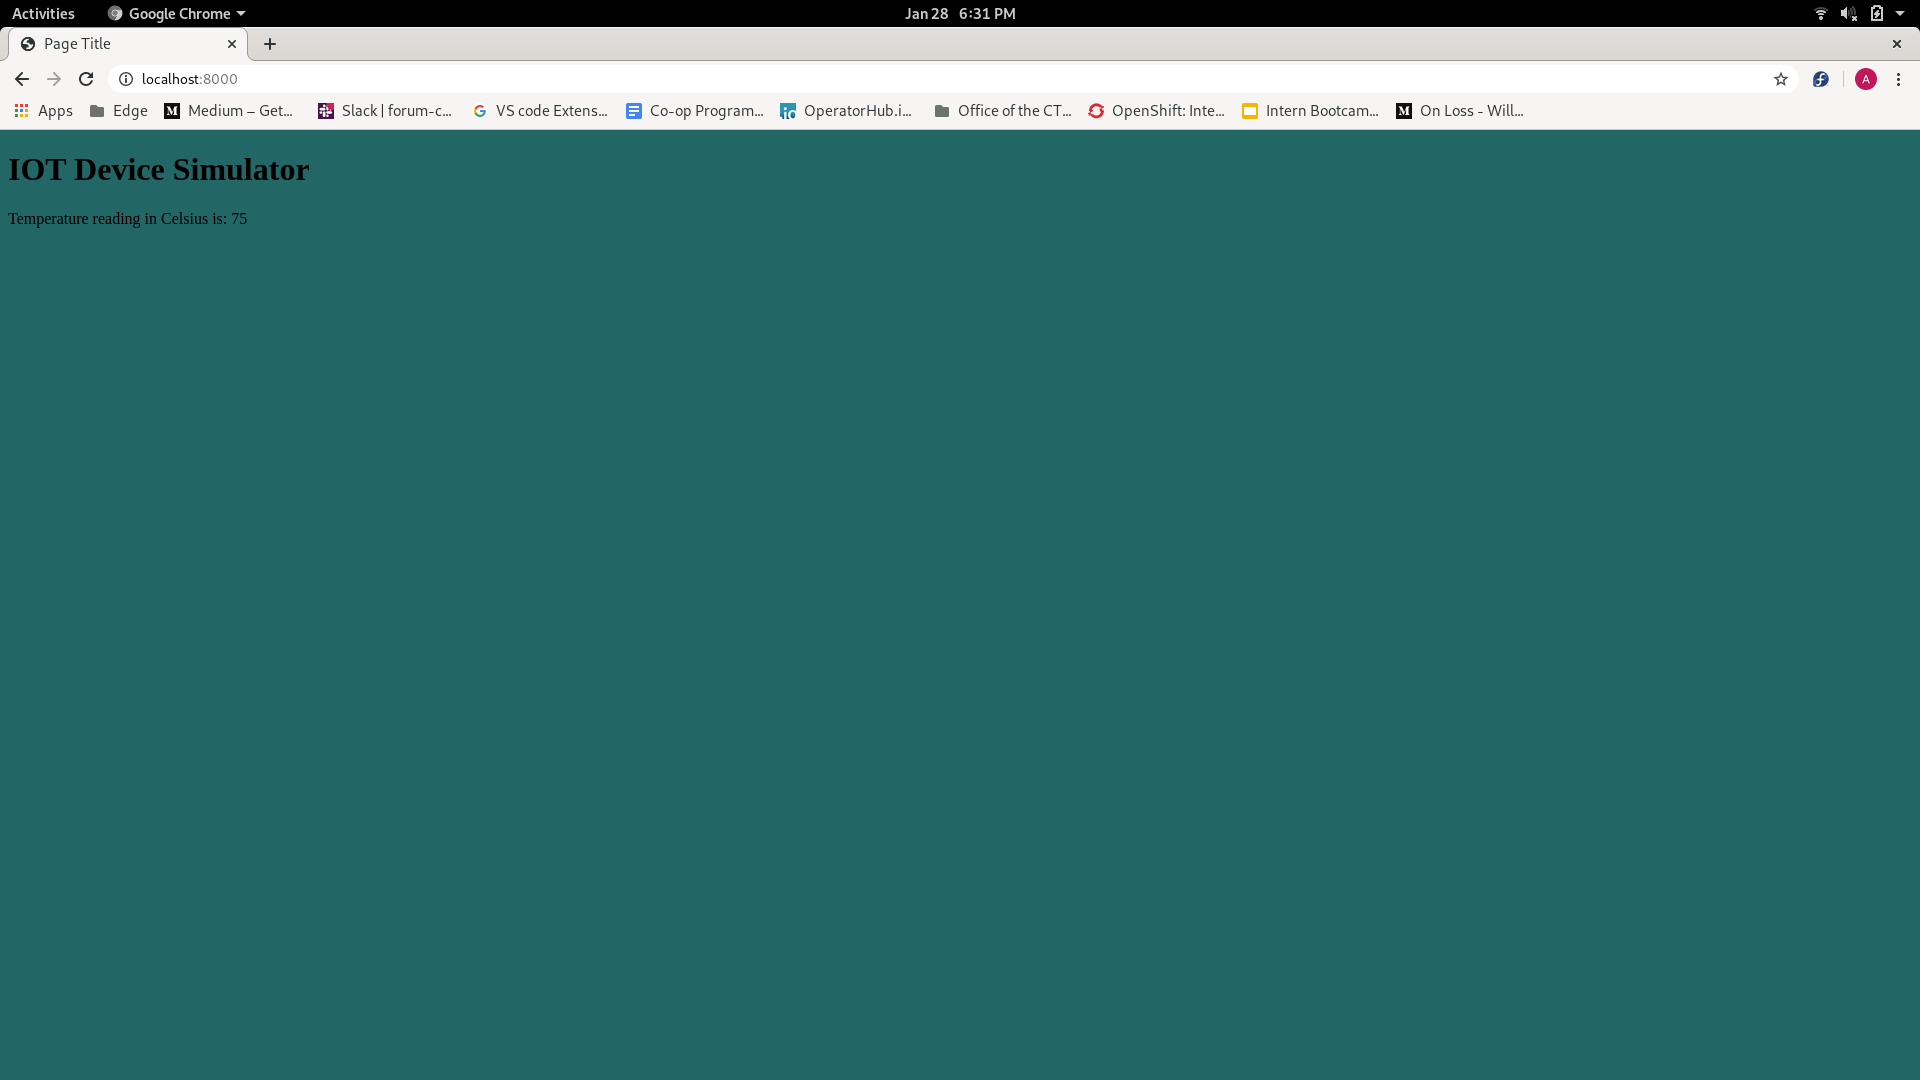 Activities Google Chrome Jan 28 6:31 PM
Page Title
localhost:8000 A
Apps Edge Medium – Get... Slack | forum-c... VS code Extens... Co-op Program... OperatorHub.i... Office of the CT... OpenShift: Inte... Intern Bootcam... On Loss - Will...
IOT Device Simulator
Temperature reading in Celsius is: 75